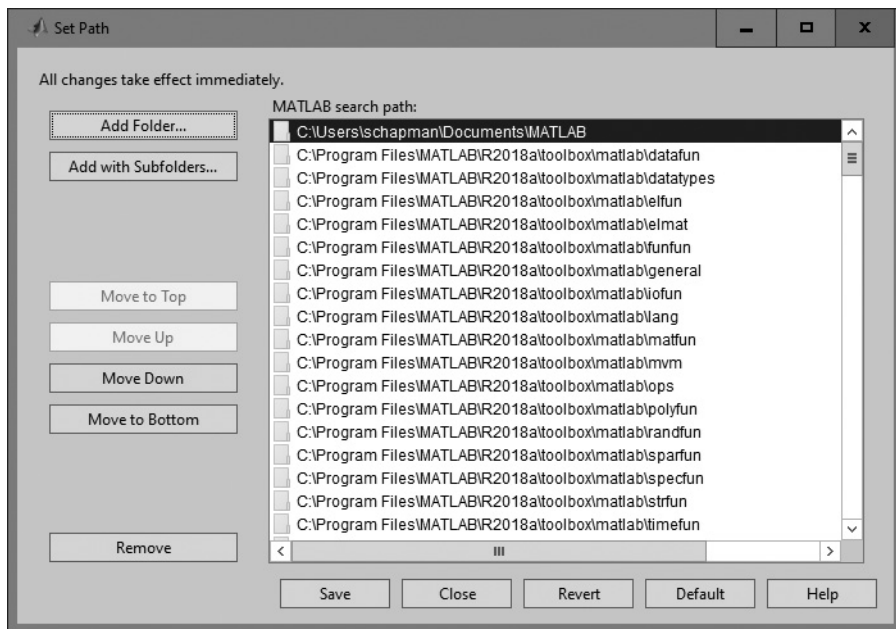 Set Path
All changes take effect immediately.
MATLAB search path:
Add Folder...
Add with Subfolders...
Move to Top
Move Up
Move Down
Move to Bottom
Remove
C:\Users\schapman\Documents\MATLAB
C:\Program Files\MATLAB\R2018a\toolbox\matlab\datafun
C:\Program Files\MATLAB\R2018a\toolbox\matlab\datatypes
C:\Program Files\MATLAB\R2018a\toolbox\matlab\elfun
C:\Program Files\MATLAB\R2018a\toolbox\matlab\elmat
C:\Program Files\MATLAB\R2018a\toolbox\matlab\funfun
C:\Program Files\MATLAB\R2018a\toolbox\matlab\general
C:\Program Files\MATLAB\R2018a\toolbox\matlab\iofun
C:\Program Files\MATLAB\R2018a\toolbox\matlab\lang
C:\Program Files\MATLAB\R2018a\toolbox\matlab\matfun
C:\Program Files\MATLAB\R2018a\toolbox\matlab\mvm
C:\Program Files\MATLAB\R2018a\toolbox\matlab\ops
C:\Program Files\MATLAB\R2018a\toolbox\matlab\polyfun
C:\Program Files\MATLAB\R2018a\toolbox\matlab\randfun
C:\Program Files\MATLAB\R2018a\toolbox\matlab\sparfun
C:\Program Files\MATLAB\R2018a\toolbox\matlab\specfun
C:\Program Files\MATLAB\R2018a\toolbox\matlab\strfun
C:\Program Files\MATLAB\R2018a\toolbox\matlab\timefun
Save Close Revert Default Help